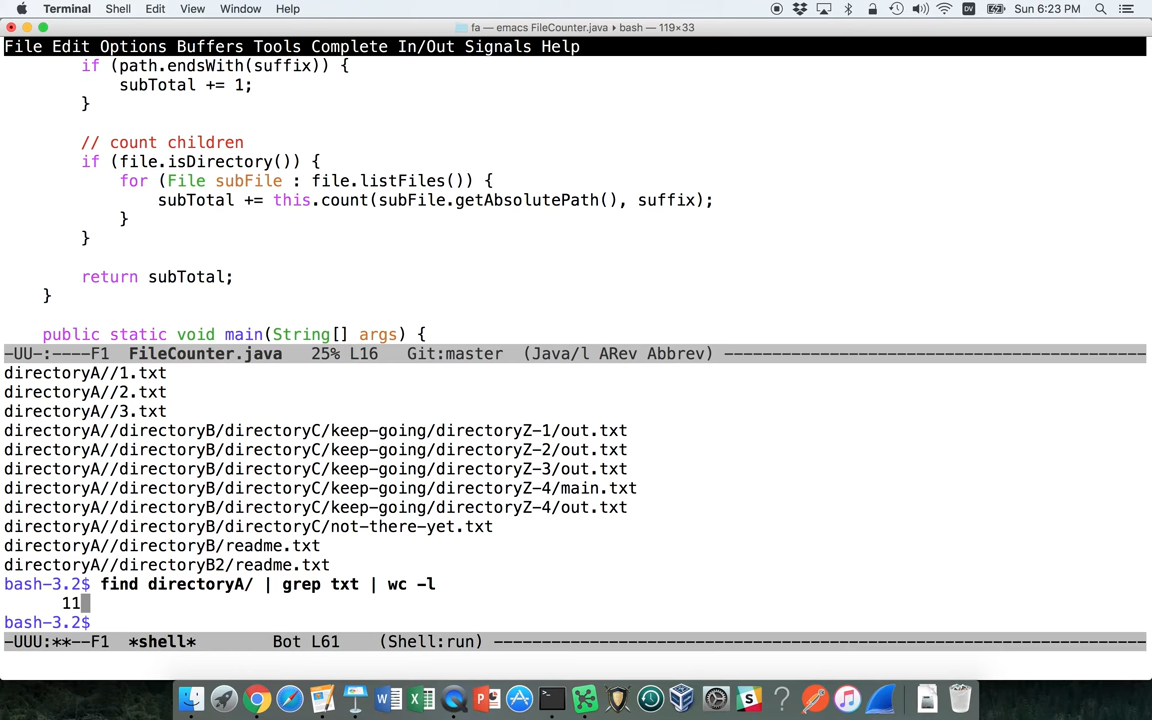 Terminal Shell Edit View Window Help Sun 6:23 PM
fa — emacs FileCounter.java ▸ bash — 119×33
File Edit Options Buffers Tools Complete In/Out Signals Help
if (path.endsWith(suffix)) {
subTotal += 1;
}
// count children
if (file.isDirectory()) {
for (File subFile : file.listFiles()) {
subTotal += this.count(subFile.getAbsolutePath(), suffix);
}
}
return subTotal;
}
public static void main(String[] args) {
-UU-:----F1 FileCounter.java 25% L16 Git:master (Java/l ARev Abbrev) ---------------------------------------------
directoryA//1.txt
directoryA//2.txt
directoryA//3.txt
directoryA//directoryB/directoryC/keep-going/directoryZ-1/out.txt
directoryA//directoryB/directoryC/keep-going/directoryZ-2/out.txt
directoryA//directoryB/directoryC/keep-going/directoryZ-3/out.txt
directoryA//directoryB/directoryC/keep-going/directoryZ-4/main.txt
directoryA//directoryB/directoryC/keep-going/directoryZ-4/out.txt
directoryA//directoryB/directoryC/not-there-yet.txt
directoryA//directoryB/readme.txt
directoryA//directoryB2/readme.txt
bash-3.2$ find directoryA/ | grep txt | wc -l
11
bash-3.2$
-UUU:**--F1 *shell* Bot L61 (Shell:run) ---------------------------------------------------------------------